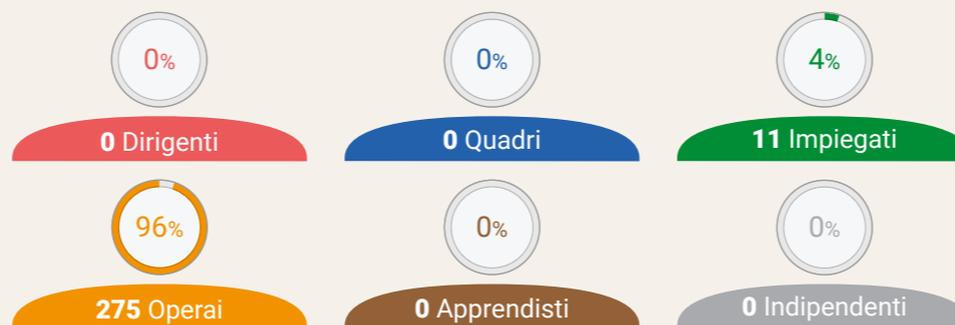 0% 0% 4%
0 Dirigenti 0 Quadri 11 Impiegati
96% 0% 0%
275 Operai 0 Apprendisti 0 Indipendenti